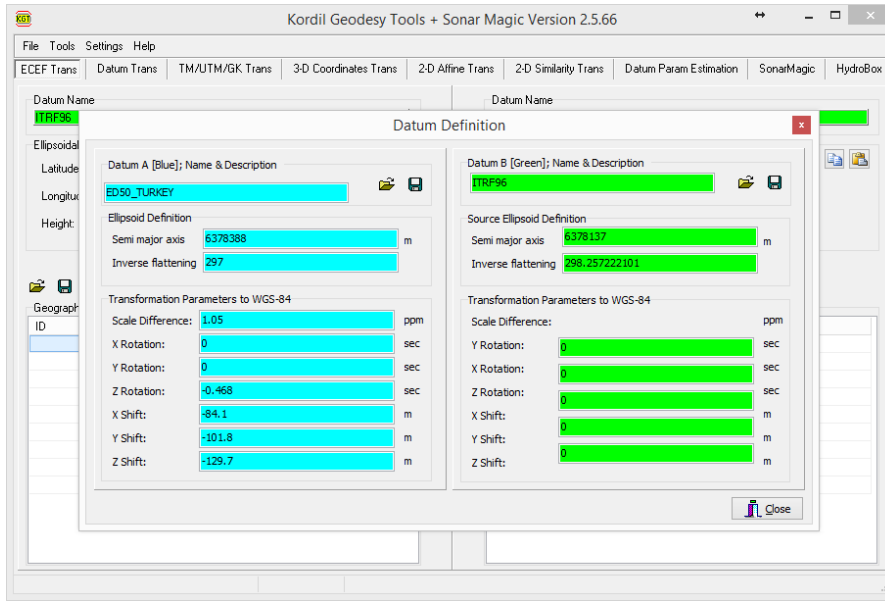 KGT
Kordil Geodesy Tools + Sonar Magic Version 2.5.66
File Tools Settings Help
ECEF Trans Datum Trans TM/UTM/GK Trans 3-D Coordinates Trans 2-D Affine Trans 2-D Similarity Trans Datum Param Estimation SonarMagic HydroBox
Datum Name
ITRF96
Datum Name
Ellipsoidal
Latitude
Height:
Geograph
ID
Datum Definition
x
Datum A [Blue]; Name & Description
ED50_TURKEY
Ellipsoid Definition
Semi major axis 6378388 m
Inverse flattening 297
Transformation Parameters to WGS-84
Scale Difference: 1.05 ppm
X Rotation: 0 sec
Y Rotation: 0 sec
Z Rotation: -0.468 sec
X Shift: -84.1 m
Y Shift: -101.8 m
Z Shift: -129.7 m
Datum B [Green]; Name & Description
ITRF96
Source Ellipsoid Definition
Semi major axis 6378137 m
Inverse flattening 298.257222101
Transformation Parameters to WGS-84
Scale Difference: ppm
Y Rotation: 0 sec
X Rotation: 0 sec
Z Rotation: 0 sec
X Shift: 0 m
Y Shift: 0 m
Z Shift: m
Close